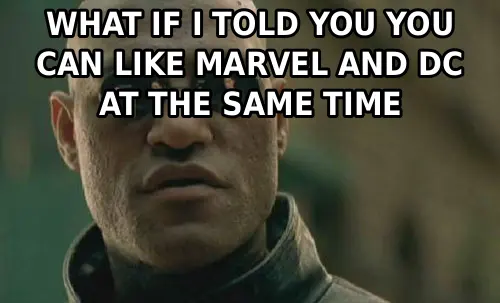 WHAT IF I TOLD YOU YOU
CAN LIKE MARVEL AND DC
AT THE SAME TIME